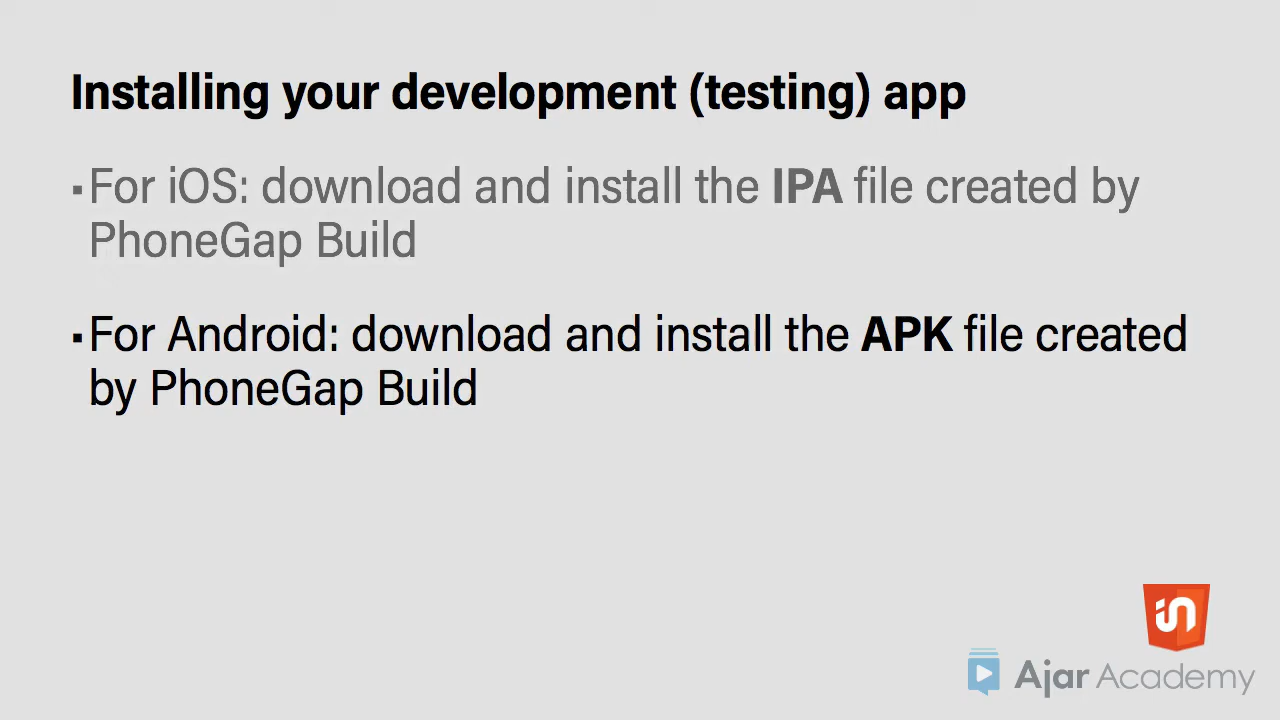 Installing your development (testing) app
▪For iOS: download and install the IPA file created by
PhoneGap Build
▪For Android: download and install the APK file created
by PhoneGap Build
in5
Ajar Academy